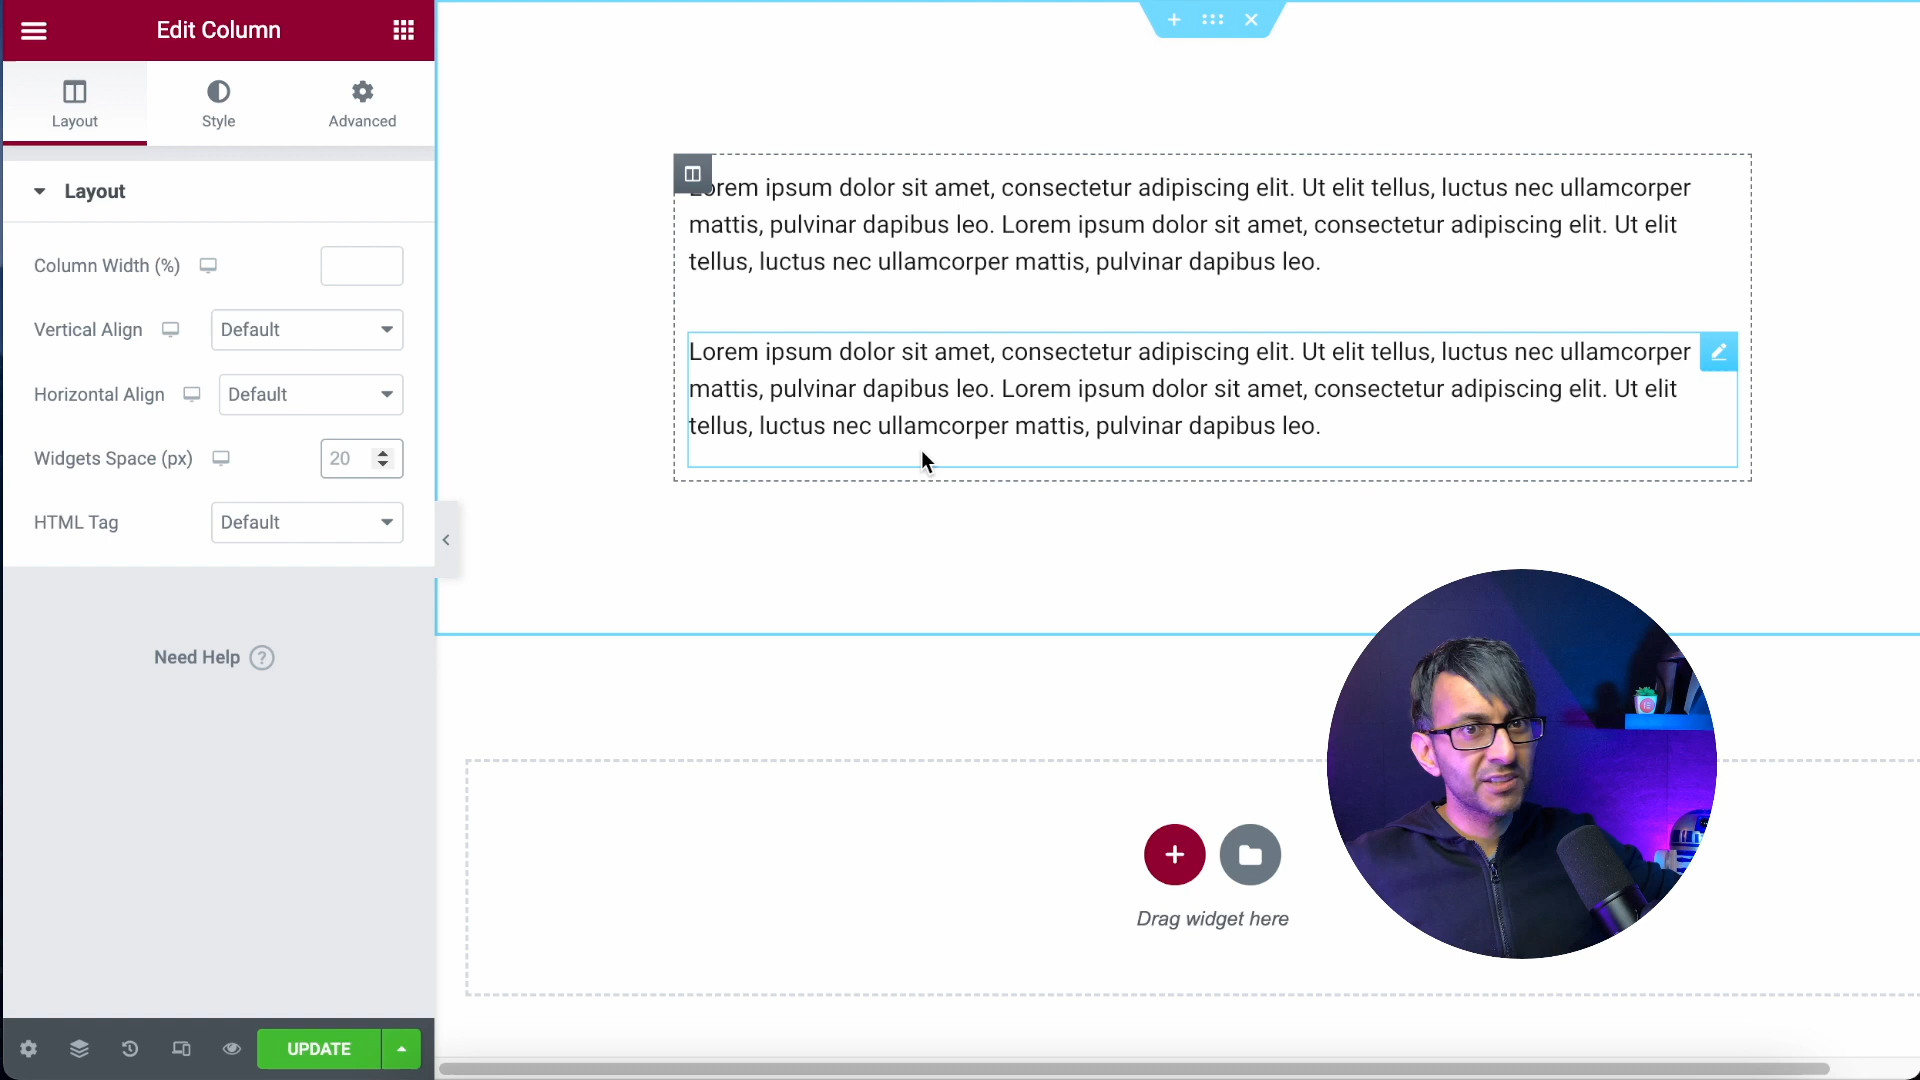 Edit Column
Layout
Style
Advanced
Layout
Column Width (%)
Vertical Align
Default
Horizontal Align
Default
Widgets Space (px)
20
HTML Tag
Default
Need Help ?
UPDATE
orem ipsum dolor sit amet, consectetur adipiscing elit. Ut elit tellus, luctus nec ullamcorper
mattis, pulvinar dapibus leo. Lorem ipsum dolor sit amet, consectetur adipiscing elit. Ut elit
tellus, luctus nec ullamcorper mattis, pulvinar dapibus leo.
Lorem ipsum dolor sit amet, consectetur adipiscing elit. Ut elit tellus, luctus nec ullamcorper
mattis, pulvinar dapibus leo. Lorem ipsum dolor sit amet, consectetur adipiscing elit. Ut elit
tellus, luctus nec ullamcorper mattis, pulvinar dapibus leo.
Drag widget here